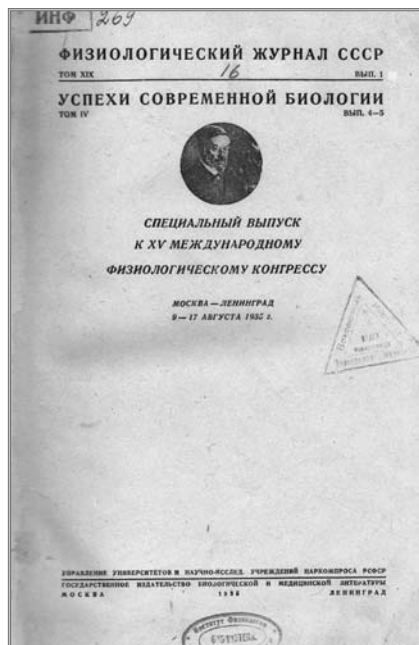 ИНФ 269
ФИЗИОЛОГИЧЕСКИЙ ЖУРНАЛ СССР
ТОМ XIX 16 ВЫП. 1
УСПЕХИ СОВРЕМЕННОЙ БИОЛОГИИ
ТОМ IV ВЫП. 4—5
СПЕЦИАЛЬНЫЙ ВЫПУСК
К XV МЕЖДУНАРОДНОМУ
ФИЗИОЛОГИЧЕСКОМУ КОНГРЕССУ
МОСКВА — ЛЕНИНГРАД
9 — 17 АВГУСТА 1935 г.
УПРАВЛЕНИЕ УНИВЕРСИТЕТОВ И НАУЧНО-ИССЛЕД. УЧРЕЖДЕНИЙ НАРКОМПРОСА РСФСР
ГОСУДАРСТВЕННОЕ ИЗДАТЕЛЬСТВО БИОЛОГИЧЕСКОЙ И МЕДИЦИНСКОЙ ЛИТЕРАТУРЫ
МОСКВА 1935 ЛЕНИНГРАД
Институт Физиологии